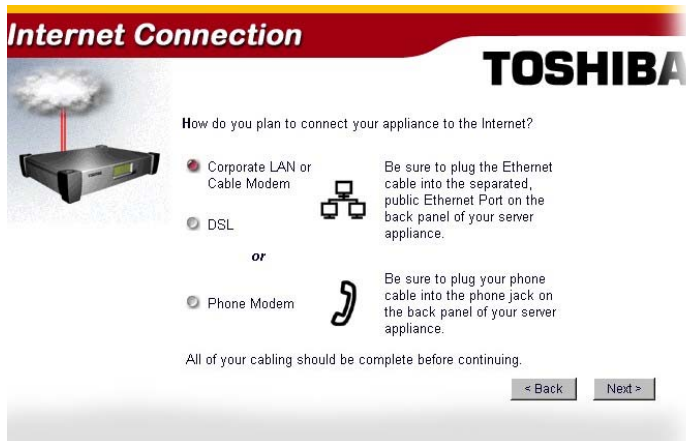 Internet Connection
TOSHIBA
How do you plan to connect your appliance to the Internet?
Corporate LAN or
Cable Modem
Be sure to plug the Ethernet
cable into the separated,
public Ethernet Port on the
back panel of your server
appliance.
DSL
or
Phone Modem
Be sure to plug your phone
cable into the phone jack on
the back panel of your server
appliance.
All of your cabling should be complete before continuing.
< Back
Next >